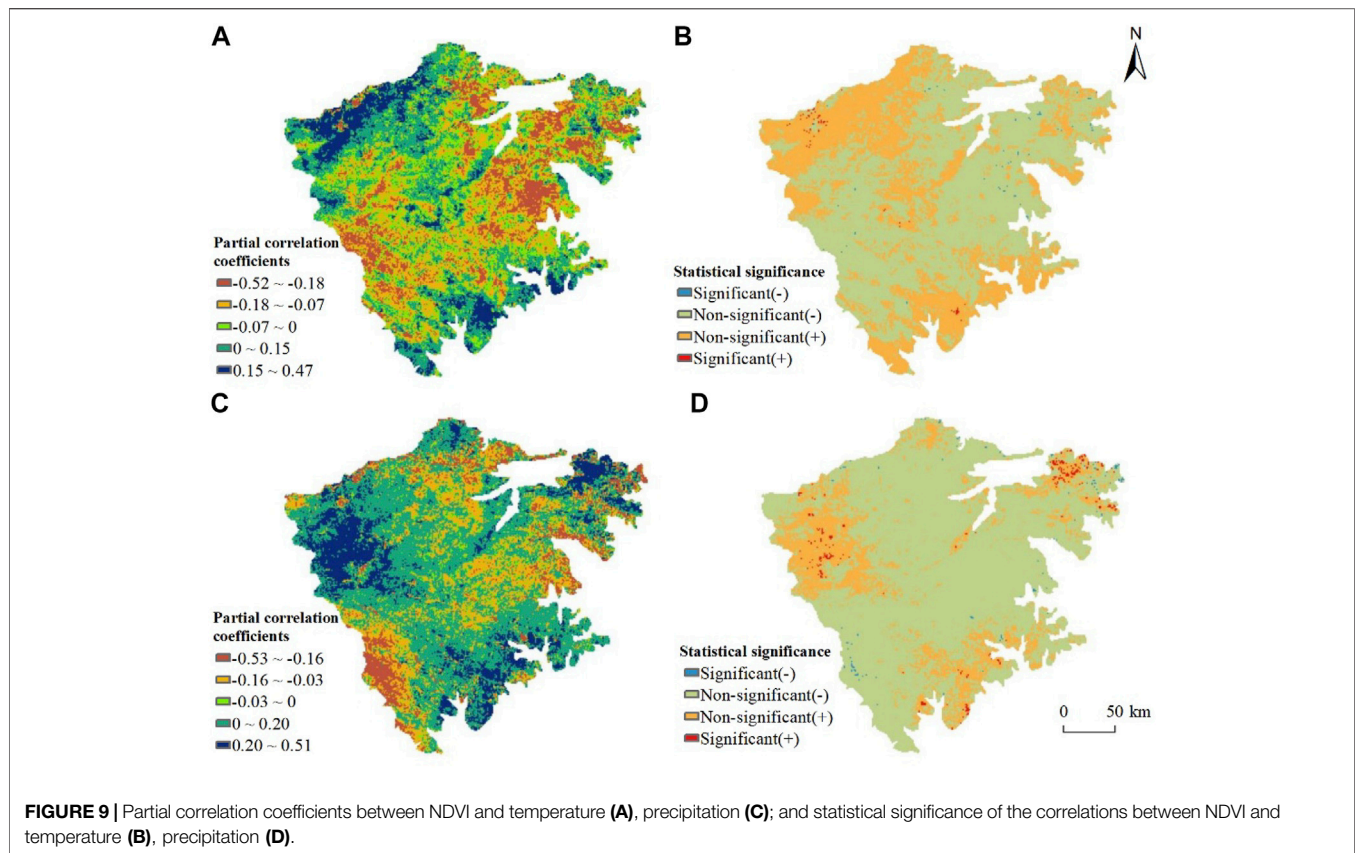 A
B
N
Partial correlation
coefficients
-0.52 ~ -0.18
-0.18 ~ -0.07
-0.07 ~ 0
0 ~ 0.15
0.15 ~ 0.47
Statistical significance
Significant(-)
Non-significant(-)
Non-significant(+)
Significant(+)
C
D
Partial correlation
coefficients
-0.53 ~ -0.16
-0.16 ~ -0.03
-0.03 ~ 0
0 ~ 0.20
0.20 ~ 0.51
Statistical significance
Significant(-)
Non-significant(-)
Non-significant(+)
Significant(+)
0 50 km
FIGURE 9 | Partial correlation coefficients between NDVI and temperature (A), precipitation (C); and statistical significance of the correlations between NDVI and
temperature (B), precipitation (D).